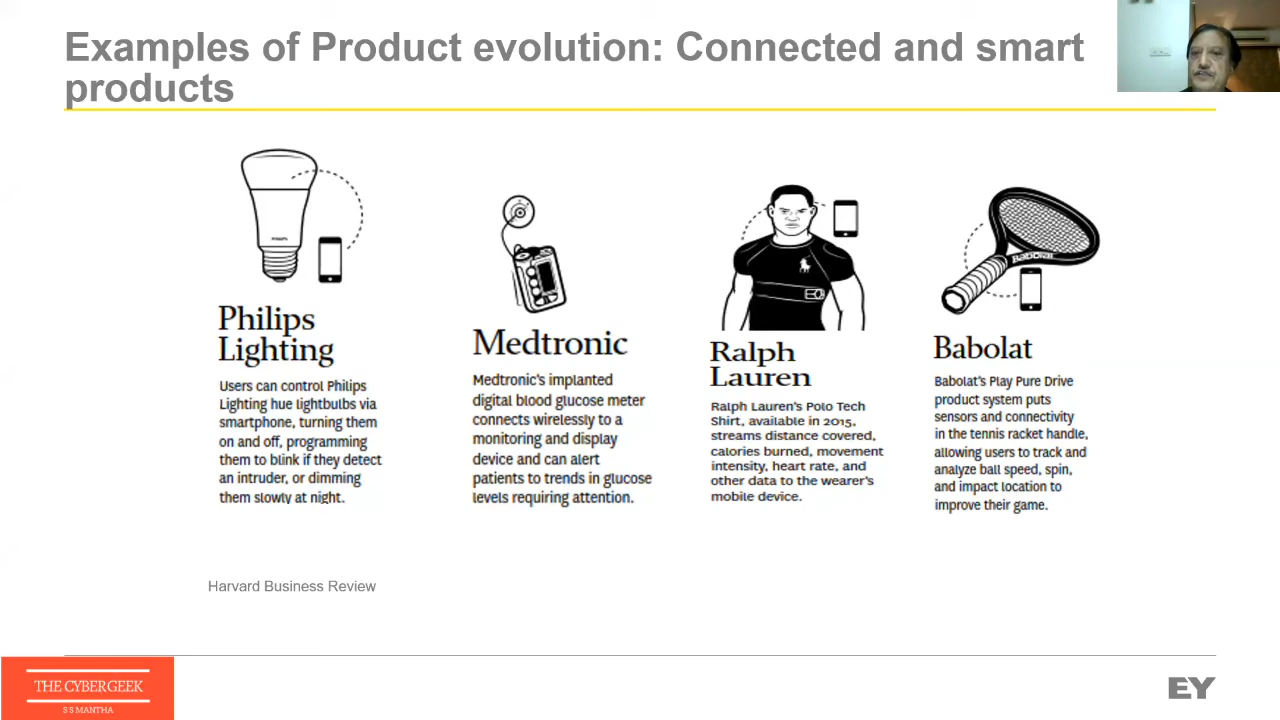 Examples of Product evolution: Connected and smart
products
PHILIPS
Babolat
Philips
Lighting
Users can control Philips
Lighting hue lightbulbs via
smartphone, turning them
on and off, programming
them to blink if they detect
an intruder, or dimming
them slowly at night.
Medtronic
Medtronic's implanted
digital blood glucose meter
connects wirelessly to a
monitoring and display
device and can alert
patients to trends in glucose
levels requiring attention.
Ralph
Lauren
Ralph Lauren's Polo Tech
Shirt, available in 2015,
streams distance covered,
calories burned, movement
intensity, heart rate, and
other data to the wearer's
mobile device.
Babolat
Babolat's Play Pure Drive
product system puts
sensors and connectivity
in the tennis racket handle,
allowing users to track and
analyze ball speed, spin,
and impact location to
improve their game.
Harvard Business Review
THE CYBERGEEK
S'S MANTHA
EY